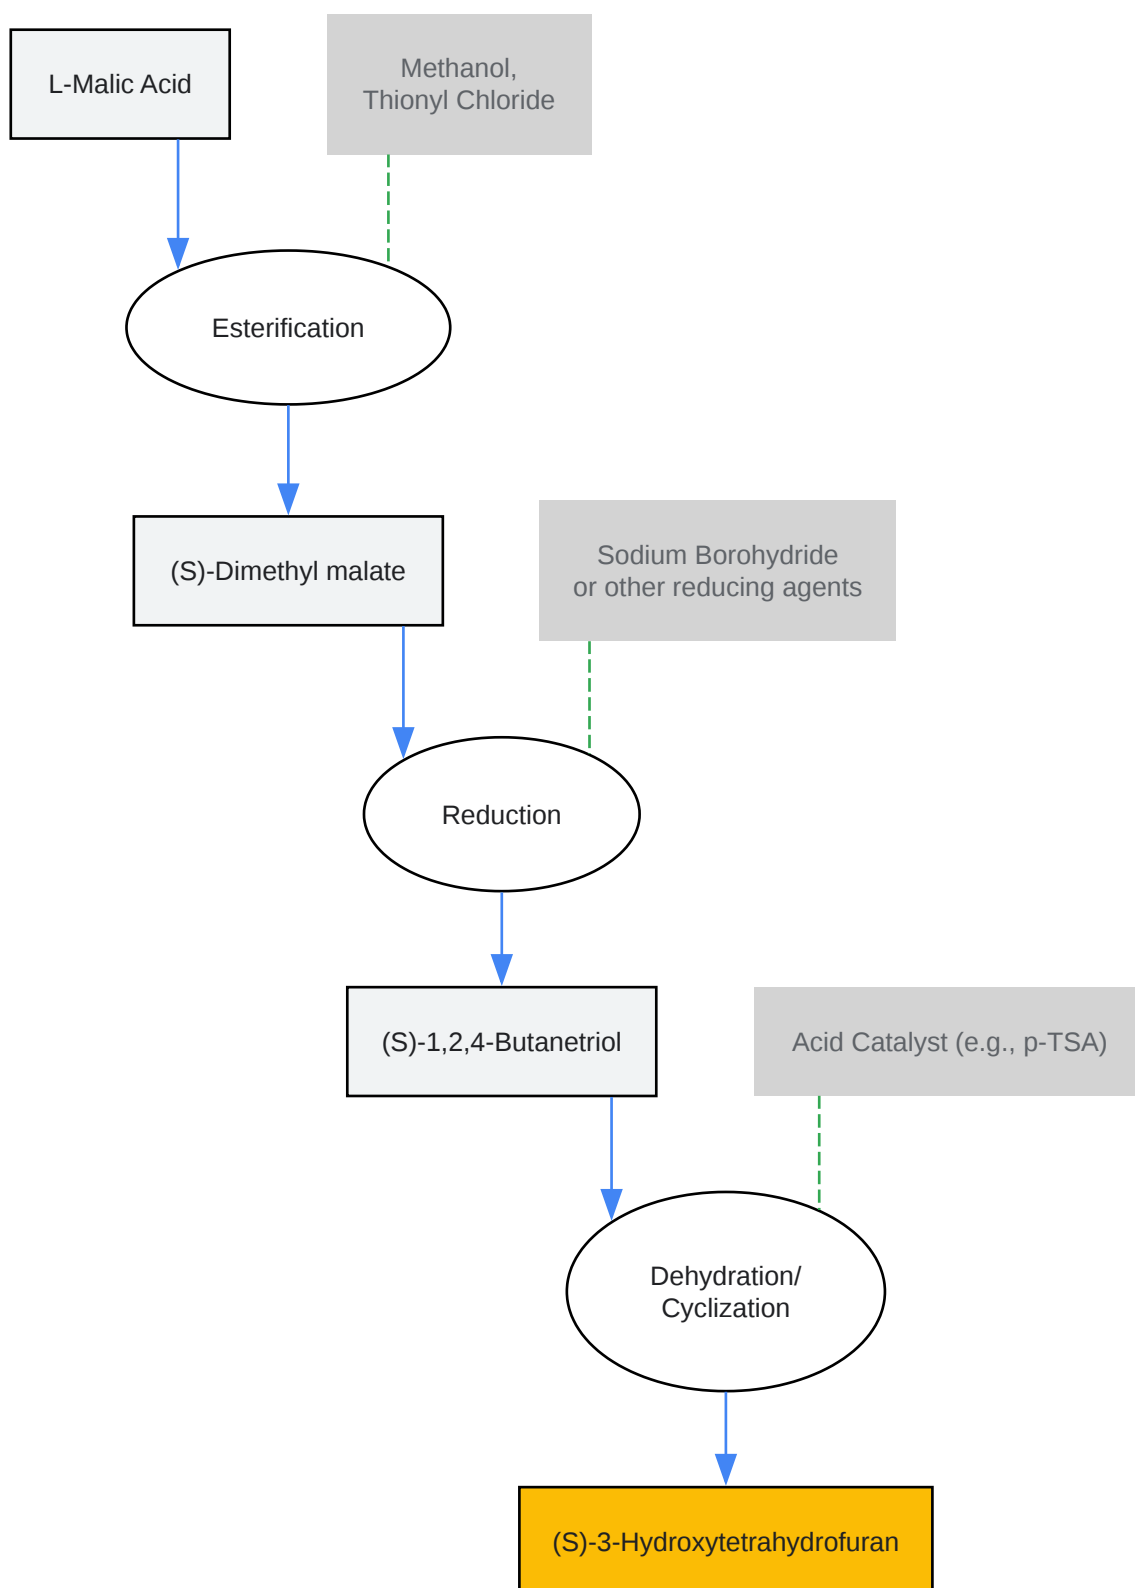 L-Malic Acid
Methanol,
Thionyl Chloride
Esterification
(S)-Dimethyl malate
Sodium Borohydride
or other reducing agents
Reduction
(S)-1,2,4-Butanetriol
Acid Catalyst (e.g., p-TSA)
Dehydration/
Cyclization
(S)-3-Hydroxytetrahydrofuran